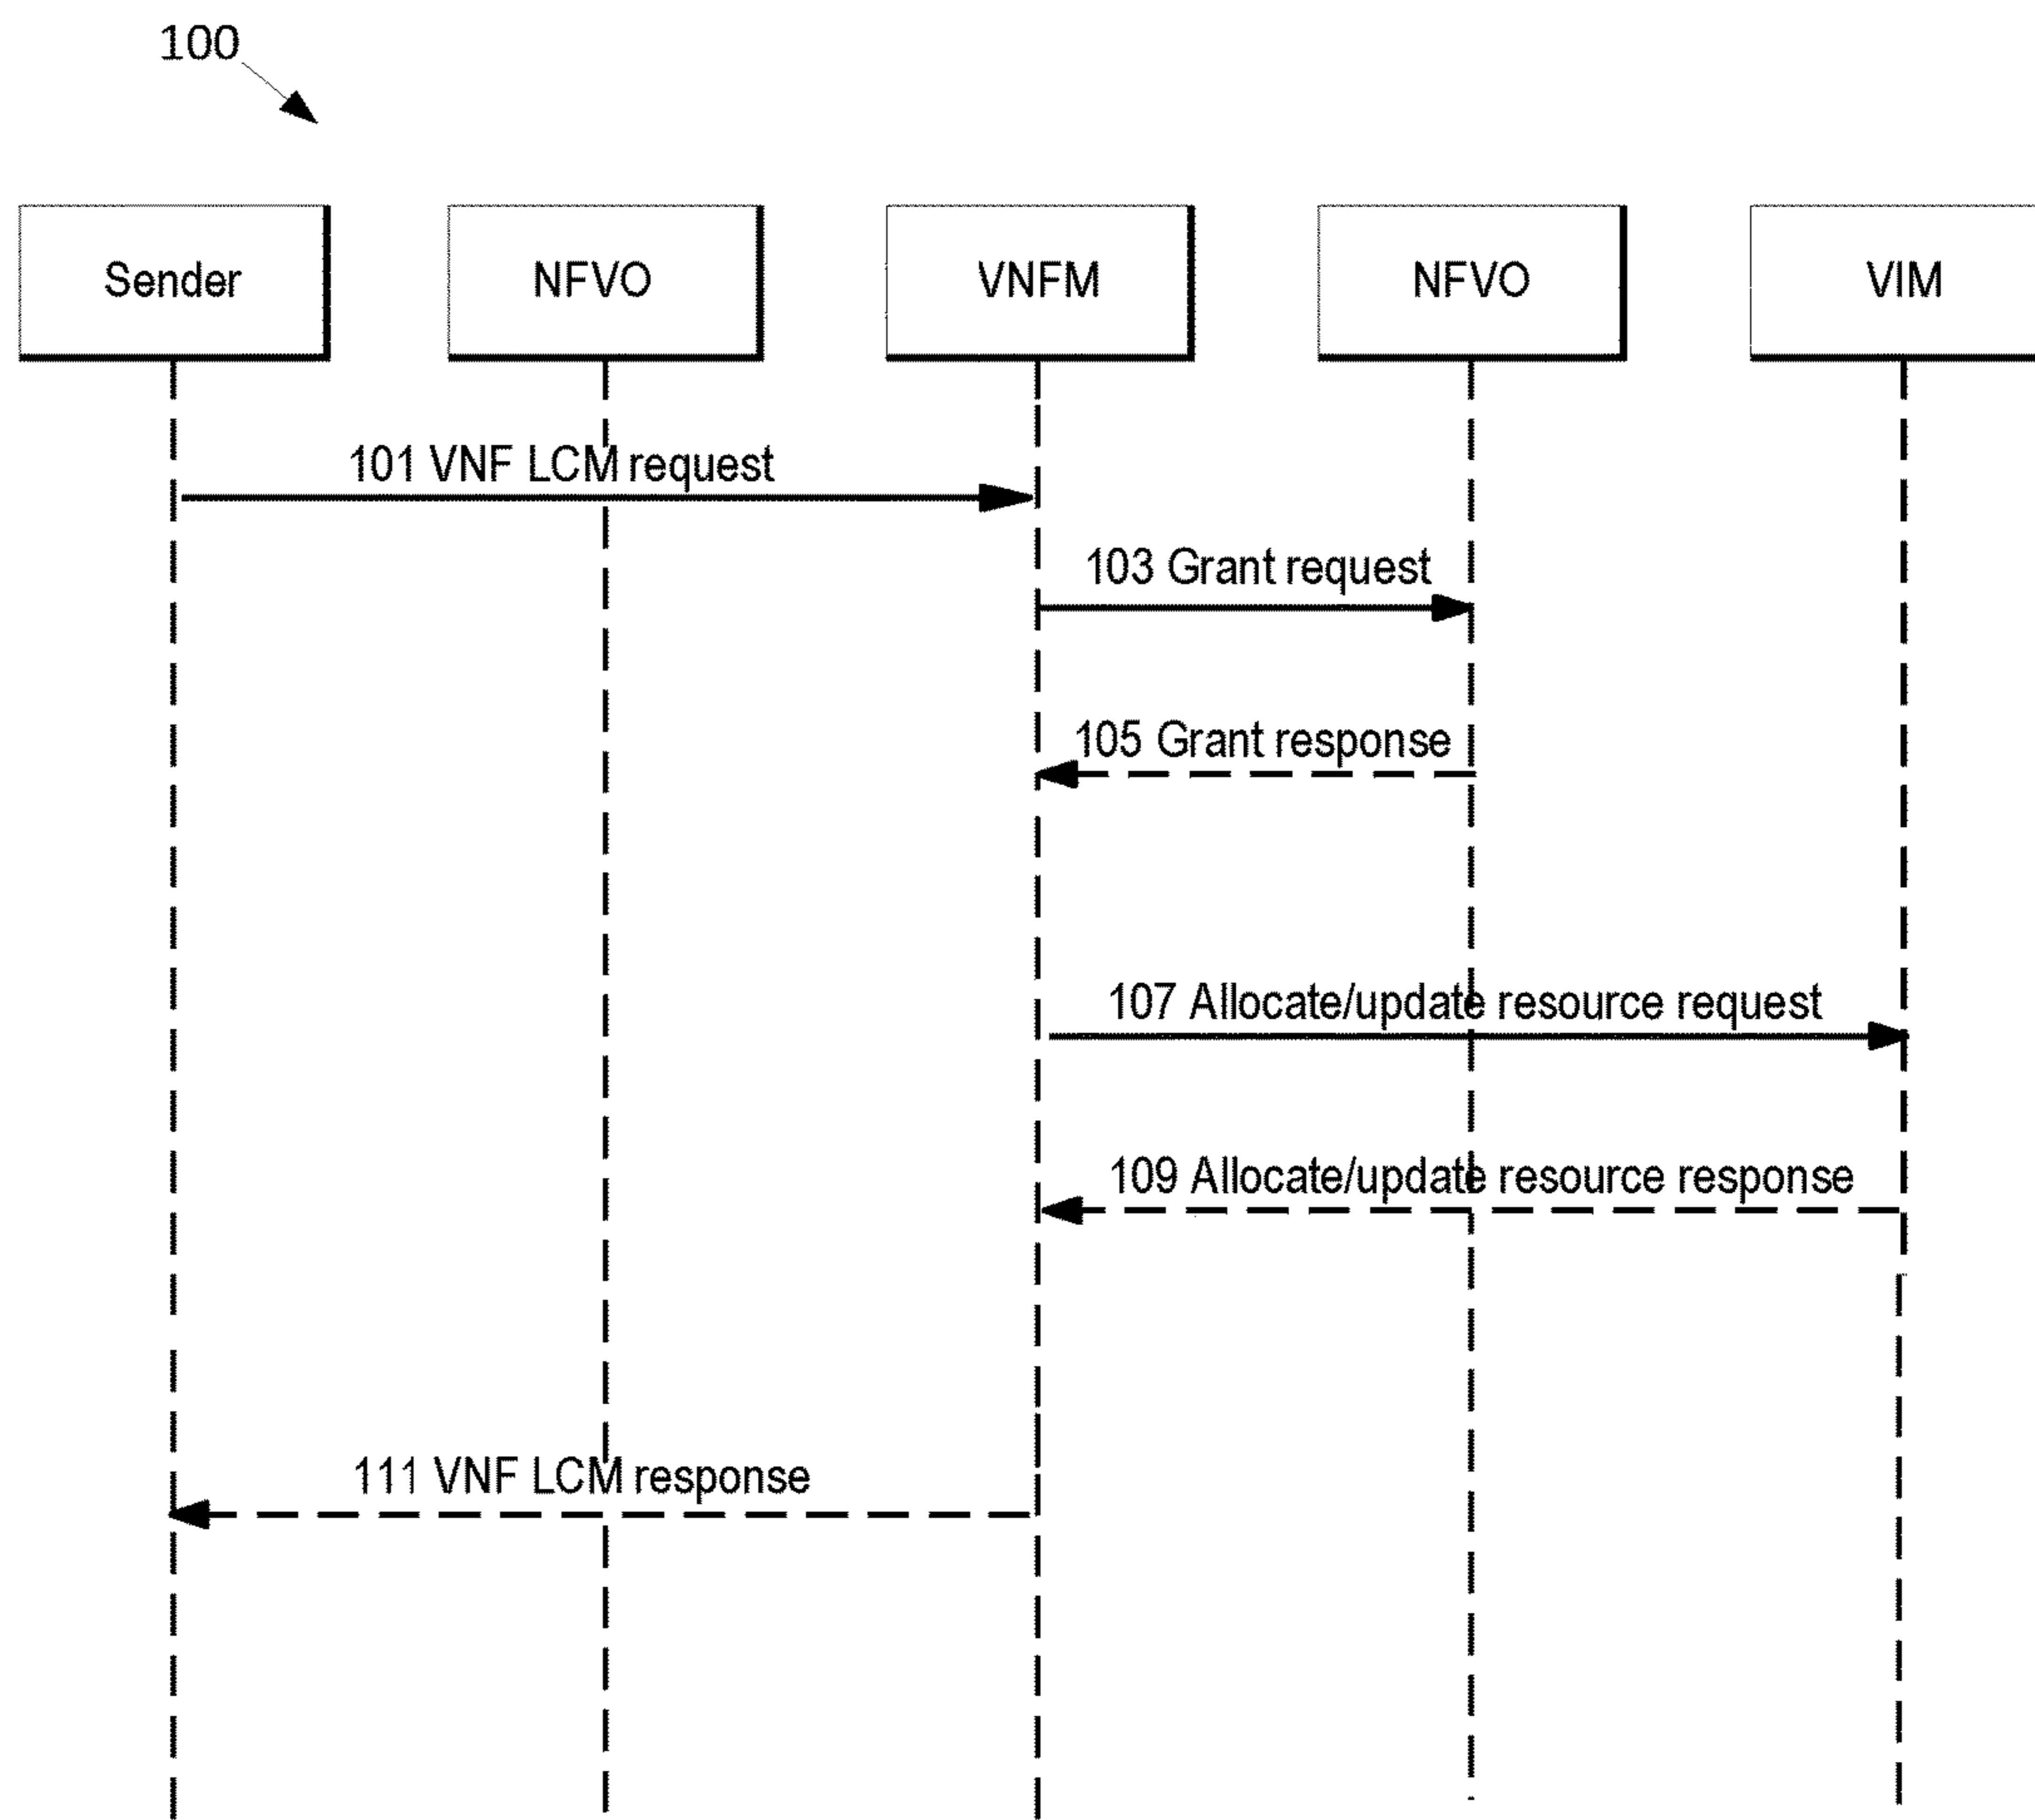 100
Sender
NFVO
VNFM
NFVO
VIM
101 VNF LCM request
103 Grant request
105 Grant response
107 Allocate/update resource request
109 Allocate/update resource response
111 VNF LCM response